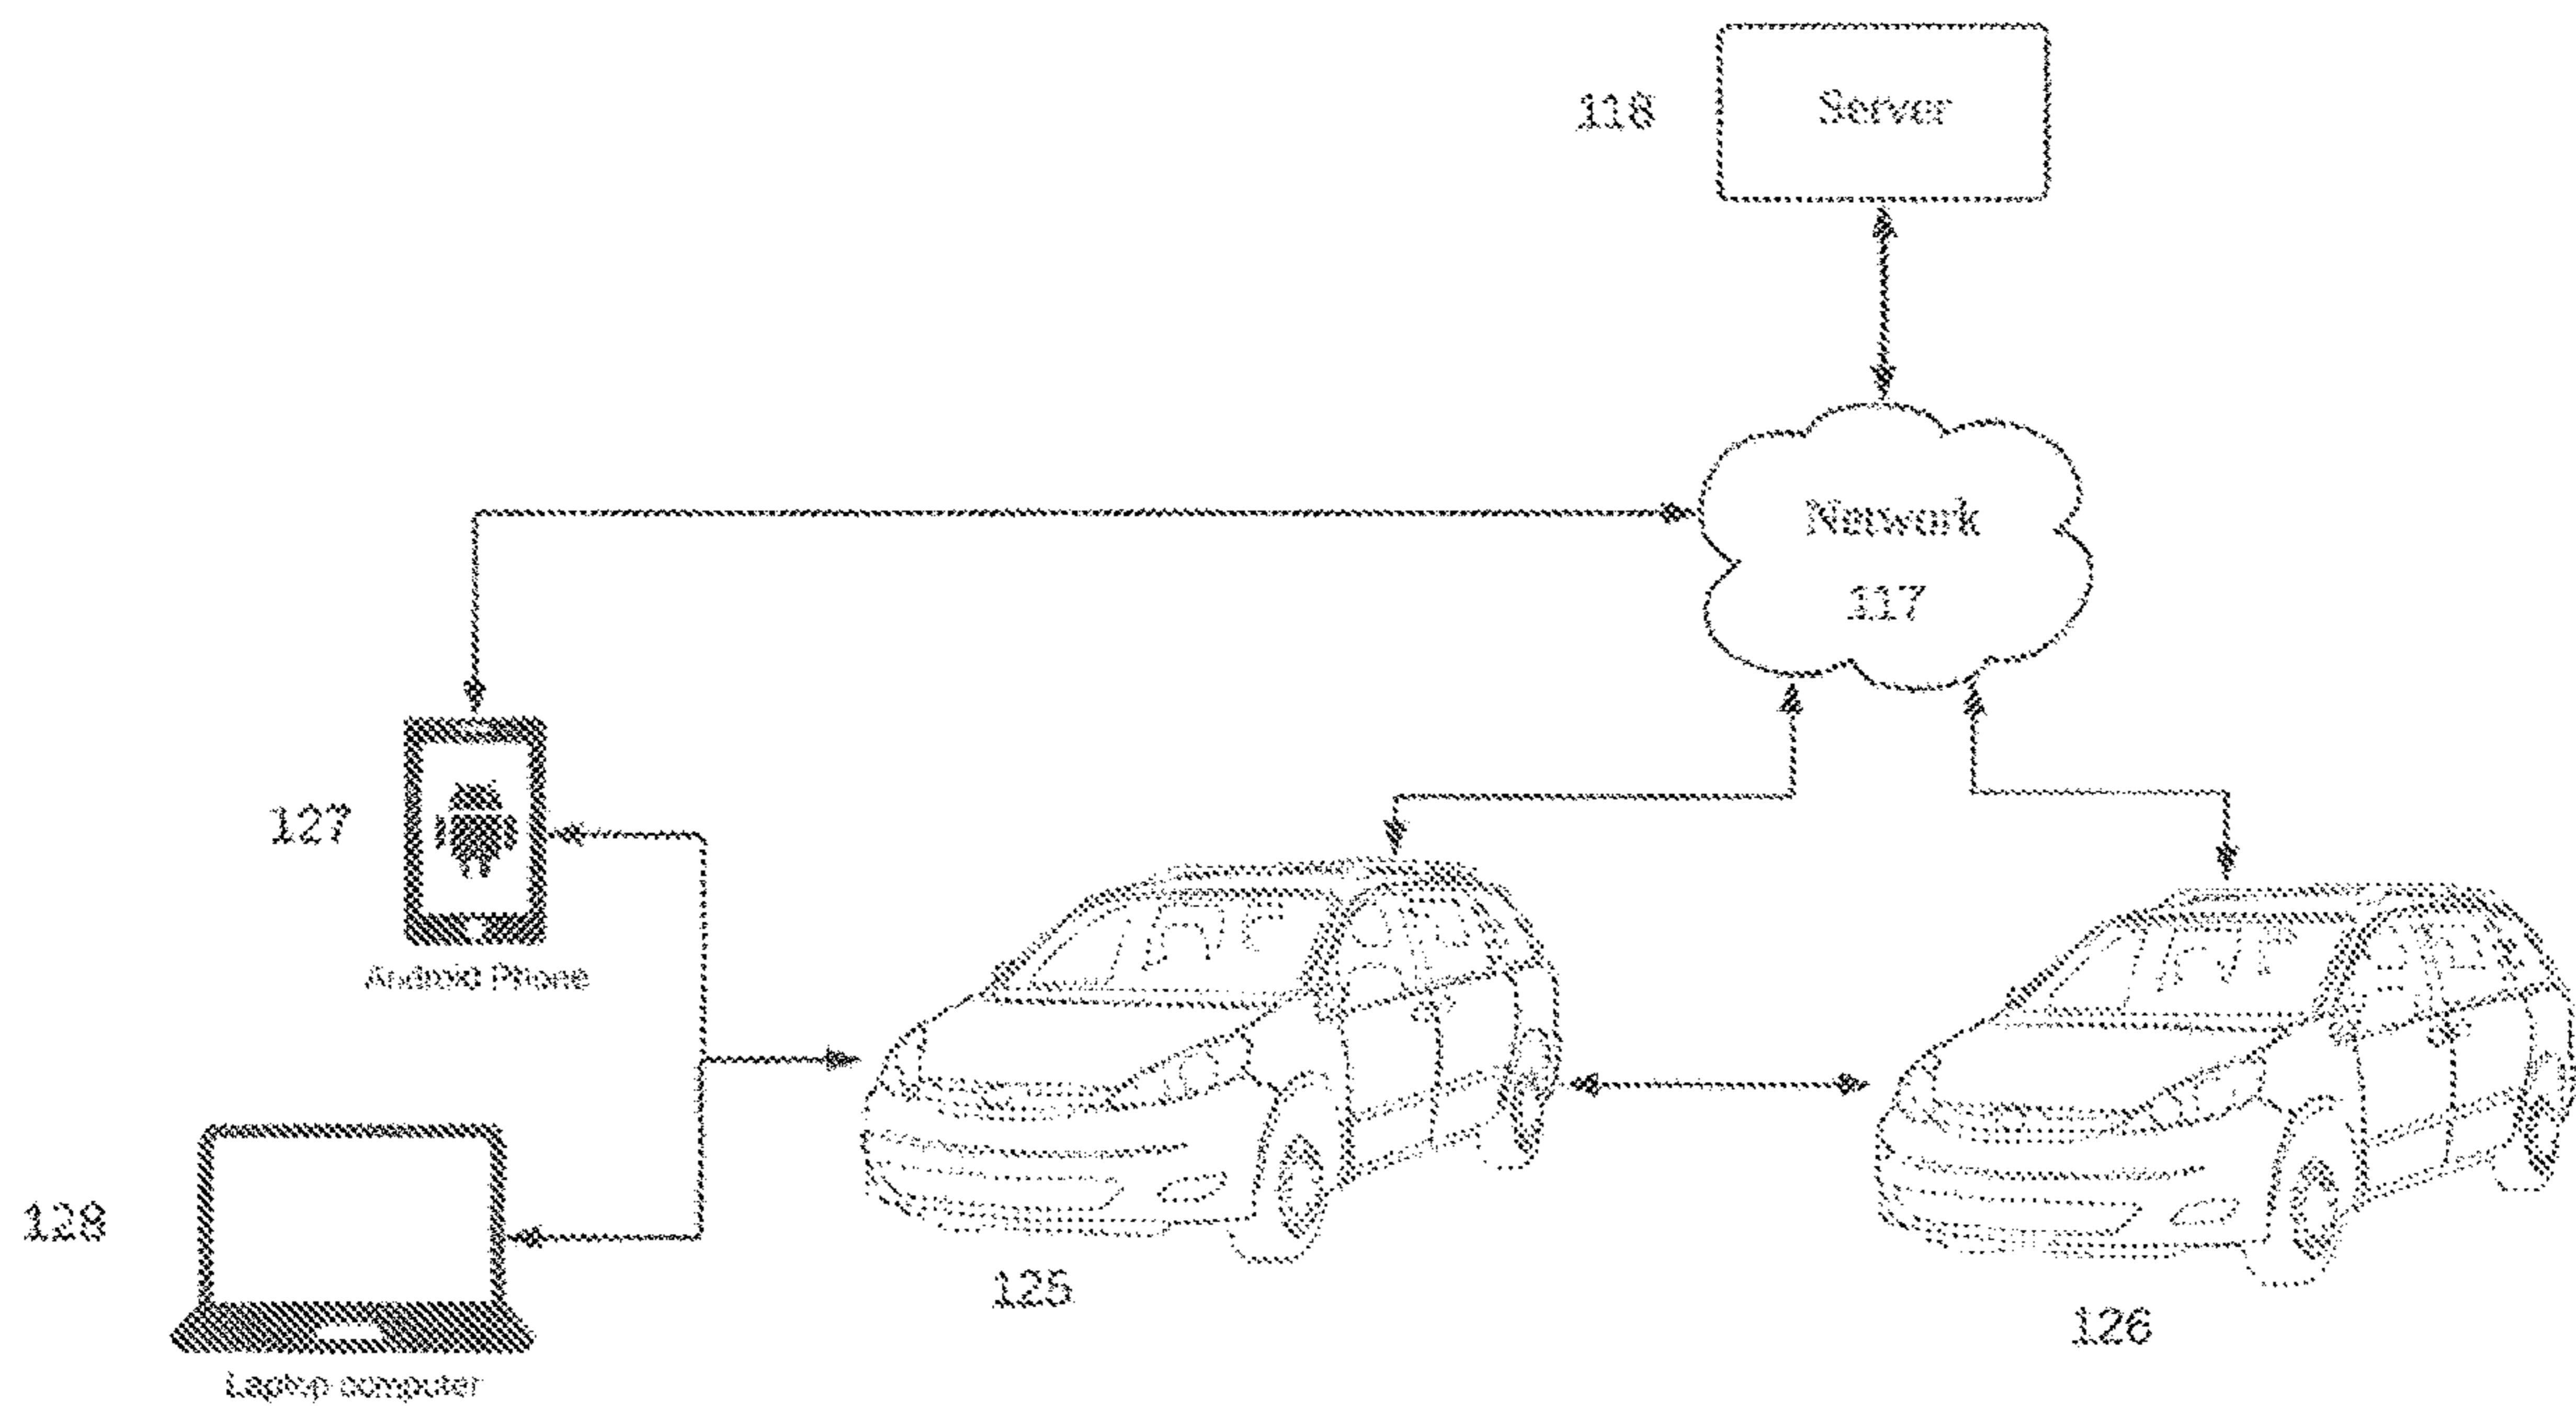 118
Server
Network
117
127
Android Phone
128
125
126
Laptop computer